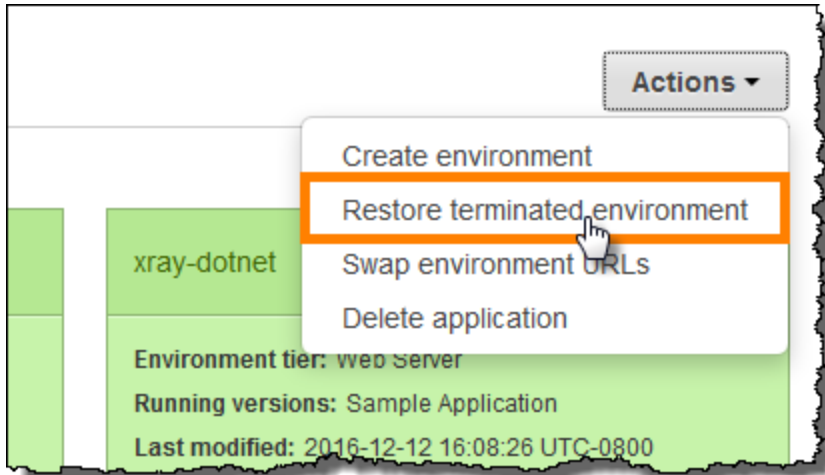 Actions
Create environment
Restore terminated environment
xray-dotnet
Swap environment URLs
Delete application
Environment tier: Web Server
Running versions: Sample Application
Last modified: 2016-12-12 16:08:26 UTC-0800